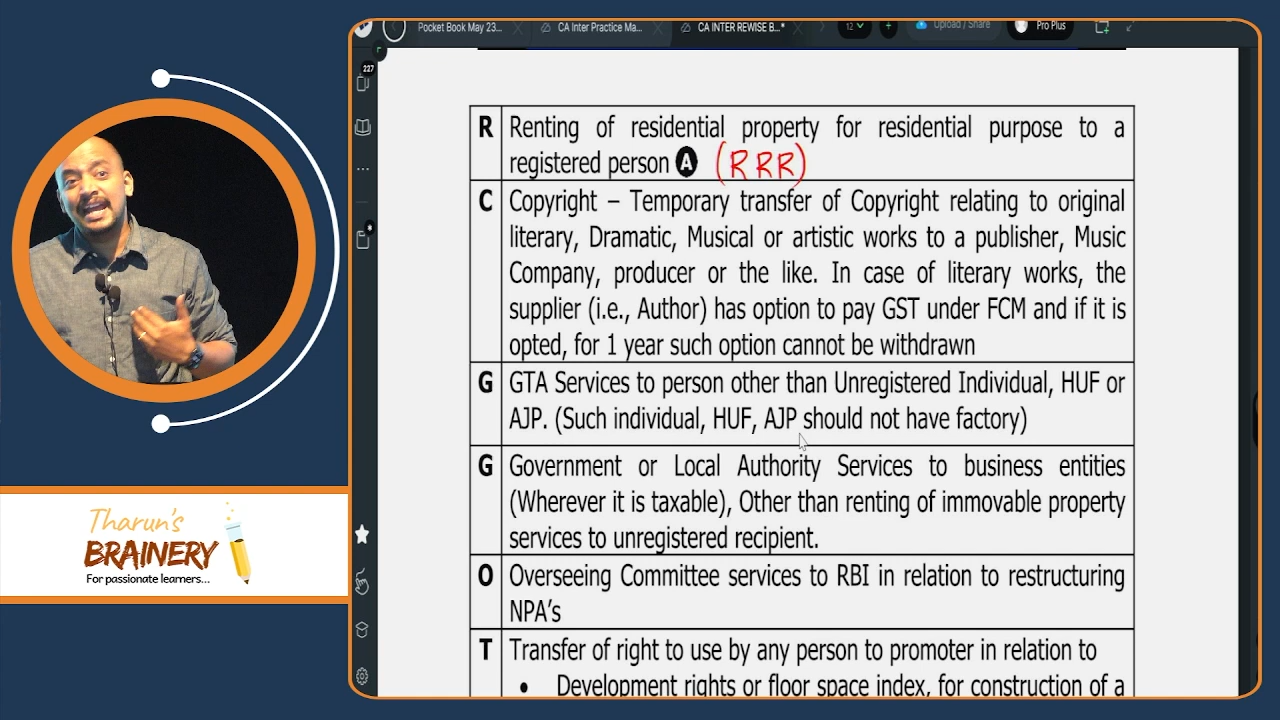 Pocket Book May 23...
CA Inter Practice Ma...
CA INTER REWISE B...*
12
Upload / Share
Pro Plus
227
R Renting of residential property for residential purpose to a
registered person A (RRR)
C Copyright – Temporary transfer of Copyright relating to original
literary, Dramatic, Musical or artistic works to a publisher, Music
Company, producer or the like. In case of literary works, the
supplier (i.e., Author) has option to pay GST under FCM and if it is
opted, for 1 year such option cannot be withdrawn
G GTA Services to person other than Unregistered Individual, HUF or
AJP. (Such individual, HUF, AJP should not have factory)
G Government or Local Authority Services to business entities
(Wherever it is taxable), Other than renting of immovable property
services to unregistered recipient.
O Overseeing Committee services to RBI in relation to restructuring
NPA's
T Transfer of right to use by any person to promoter in relation to
• Development rights or floor space index, for construction of a
Tharun's
BRAINERY
For passionate learners...